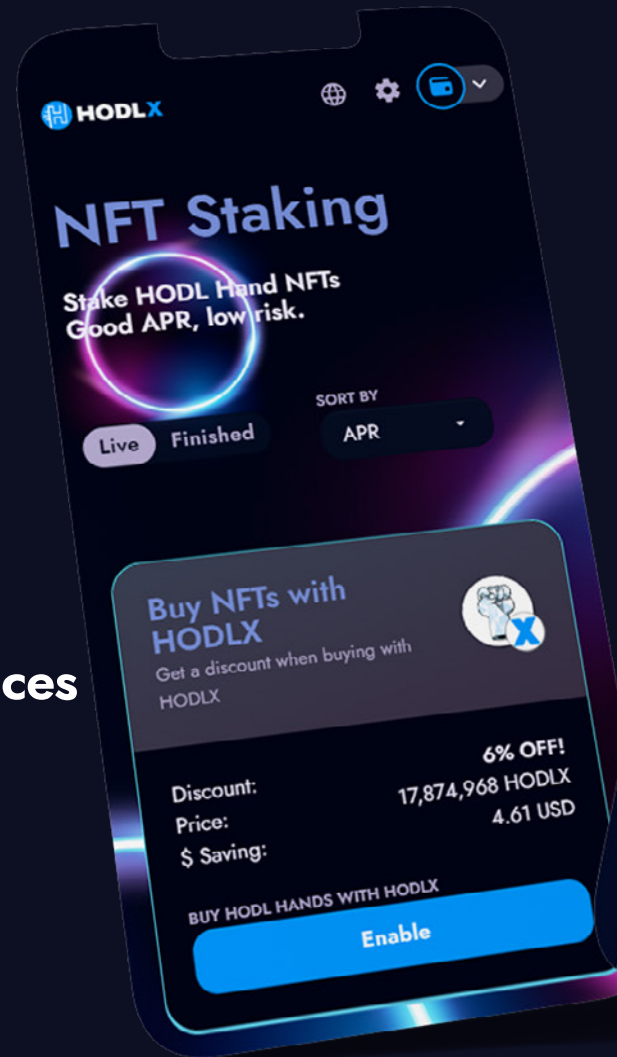 HODLX
NFT Staking
Stake HODL Hand NFTs
Good APR, low risk.
SORT BY
Live Finished
APR
Buy NFTs with
HODLX
Get a discount when buying with
HODLX
X
ces
Discount: 6% OFF!
Price: 17,874,968 HODLX
$ Saving: 4.61 USD
BUY HODL HANDS WITH HODLX
Enable